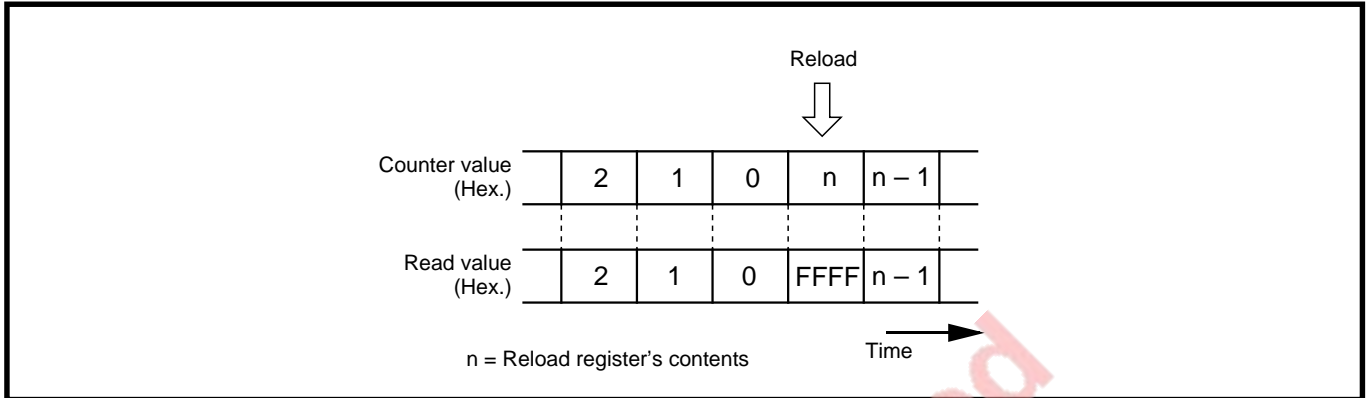 Reload
Counter value
(Hex.)
2 1 0 n n – 1
Read value
(Hex.)
2 1 0 FFFF n – 1
Time
n = Reload register's contents